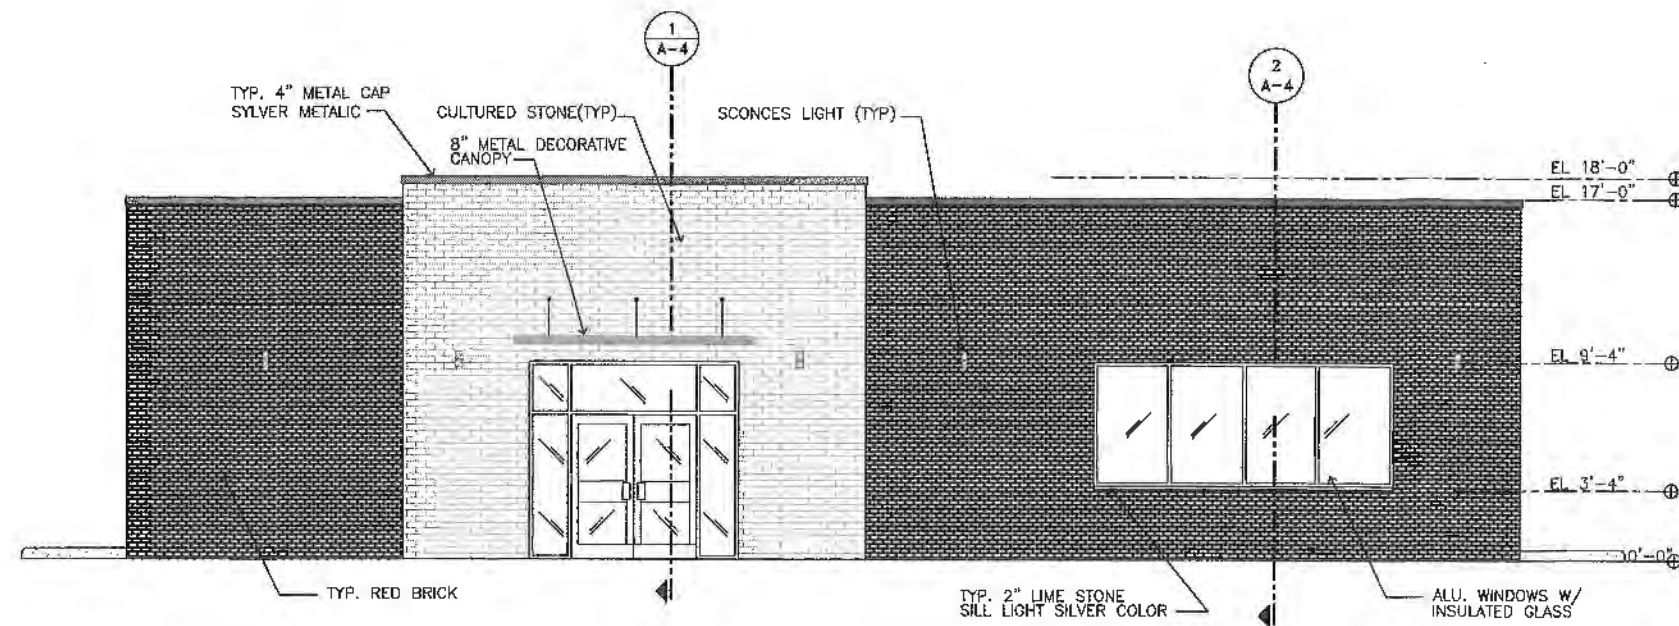 1
A-4
2
A-4
TYP. 4" METAL CAP
SYLVER METALIC
CULTURED STONE(TYP)
8" METAL DECORATIVE
CANOPY
SCONCES LIGHT (TYP)
EL 18'-0"
EL 17'-0"
EL 9'-4"
EL 3'-4"
0'-0"
TYP. RED BRICK
TYP. 2" LIME STONE
SILL LIGHT SILVER COLOR
ALU. WINDOWS W/
INSULATED GLASS